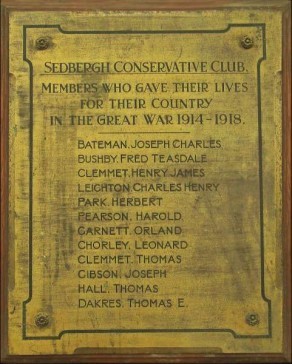 SEDBERGH CONSERVATIVE CLUB.
MEMBERS WHO GAVE THEIR LIVES
FOR THEIR COUNTRY
IN THE GREAT WAR 1914-1918.
BATEMAN. JOSEPH CHARLES
BUSHBY. FRED TEASDALE
CLEMMET. HENRY JAMES
LEIGHTON. CHARLES HENRY
PARK. HERBERT
PEARSON. HAROLD
GARNETT. ORLAND
CHORLEY. LEONARD
CLEMMET. THOMAS
GIBSON. JOSEPH
HALL. THOMAS
DAKRES. THOMAS E.